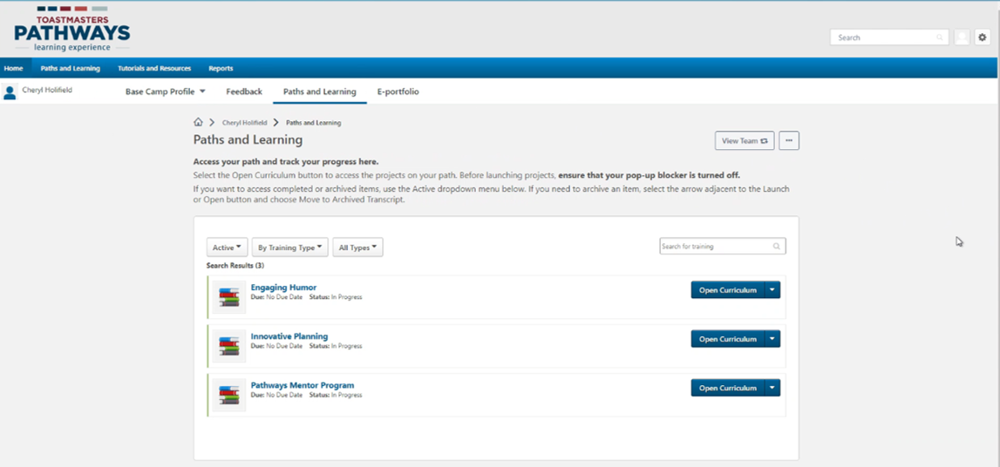 TOASTMASTERS
PATHWAYS
learning experience
Search
Home Paths and Learning Tutorials and Resources Reports
Cheryl Holifield Base Camp Profile Feedback Paths and Learning E-portfolio
Cheryl Holifield Paths and Learning
Paths and Learning
View Team ...
Access your path and track your progress here.
Select the Open Curriculum button to access the projects on your path. Before launching projects, ensure that your pop-up blocker is turned off.
If you want to access completed or archived items, use the Active dropdown menu below. If you need to archive an item, select the arrow adjacent to the Launch
or Open button and choose Move to Archived Transcript.
Active By Training Type All Types Search for training
Search Results (3)
Engaging Humor
Due: No Due Date Status: In Progress
Open Curriculum
Innovative Planning
Due: No Due Date Status: In Progress
Open Curriculum
Pathways Mentor Program
Due: No Due Date Status: In Progress
Open Curriculum